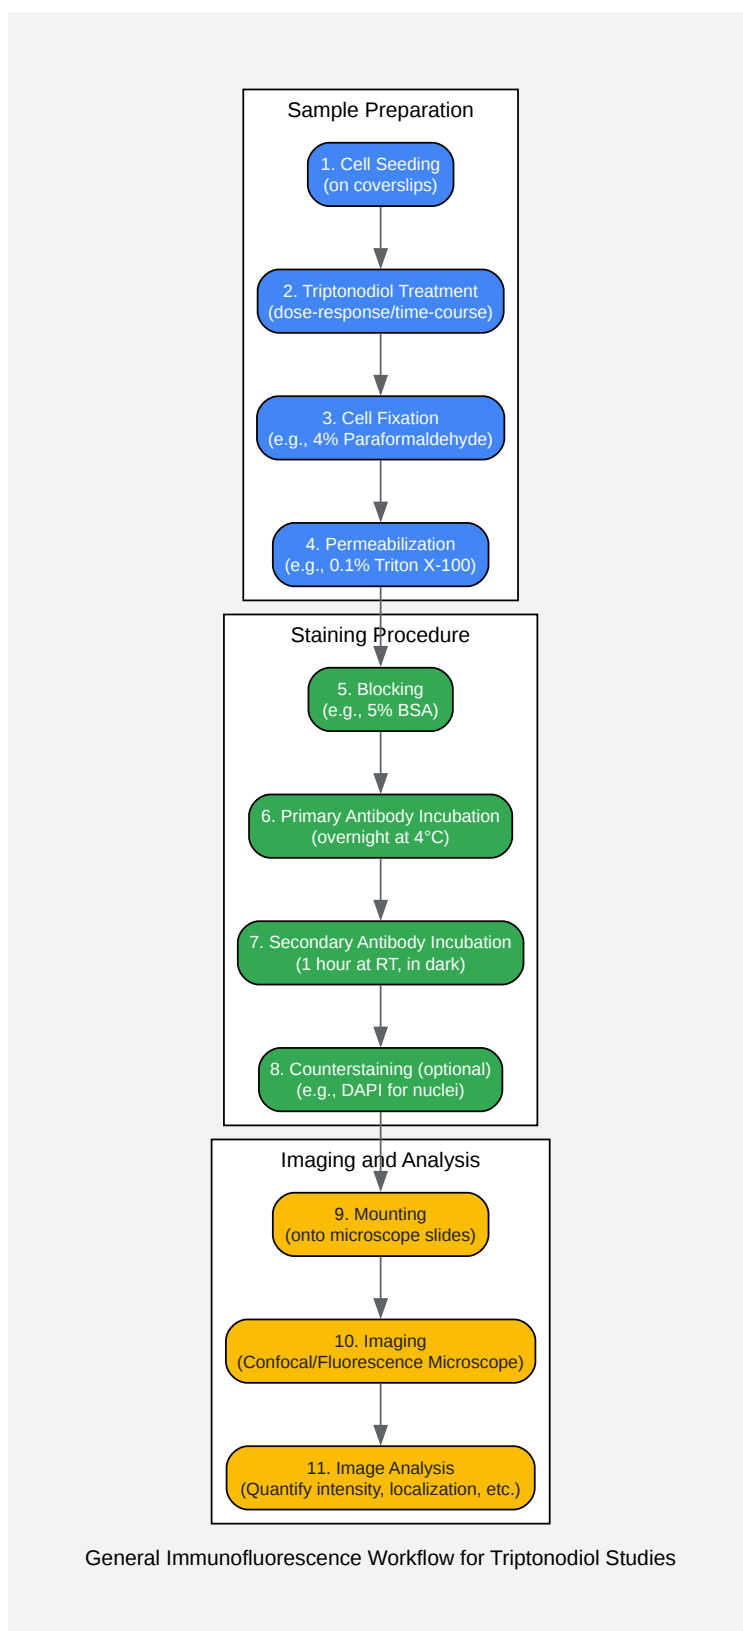 Sample Preparation
1. Cell Seeding
(on coverslips)
2. Triptonodiol Treatment
(dose-response/time-course)
3. Cell Fixation
(e.g., 4% Paraformaldehyde)
4. Permeabilization
(e.g., 0.1% Triton X-100)
Staining Procedure
5. Blocking
(e.g., 5% BSA)
6. Primary Antibody Incubation
(overnight at 4°C)
7. Secondary Antibody Incubation
(1 hour at RT, in dark)
8. Counterstaining (optional)
(e.g., DAPI for nuclei)
Imaging and Analysis
9. Mounting
(onto microscope slides)
10. Imaging
(Confocal/Fluorescence Microscope)
11. Image Analysis
(Quantify intensity, localization, etc.)
General Immunofluorescence Workflow for Triptonodiol Studies